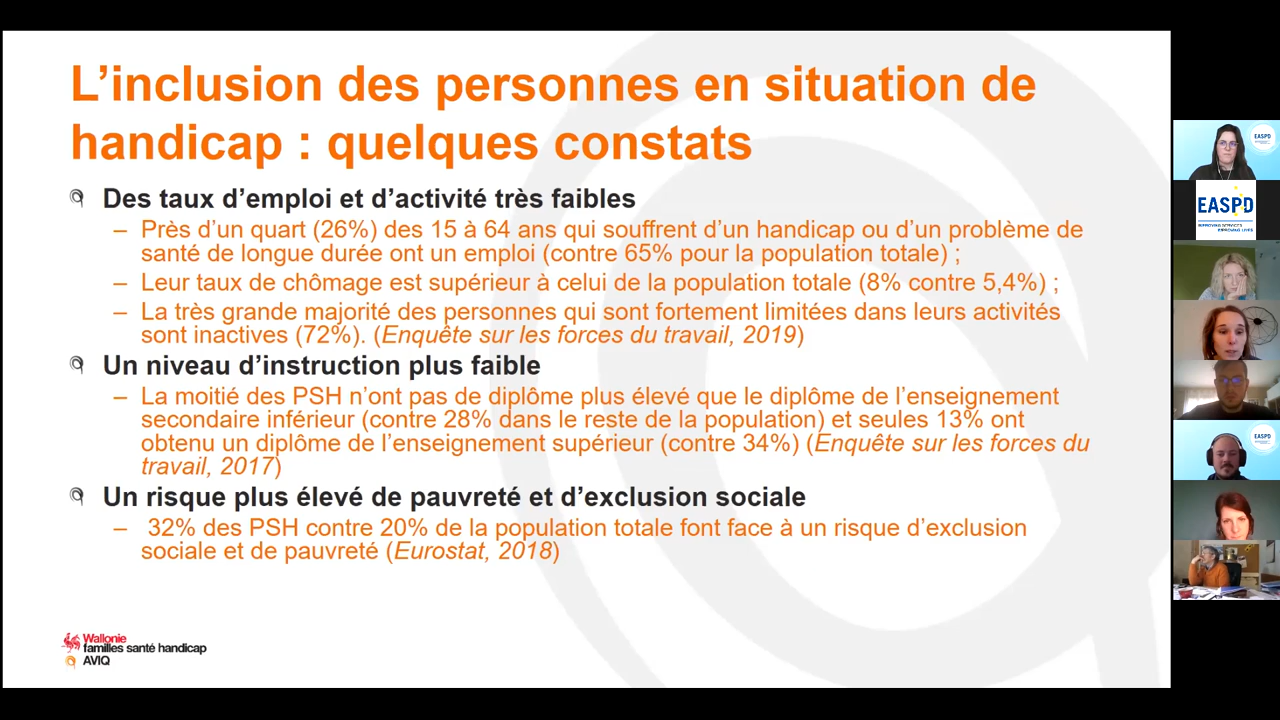 L’inclusion des personnes en situation de
handicap : quelques constats
Des taux d’emploi et d’activité très faibles
– Près d’un quart (26%) des 15 à 64 ans qui souffrent d’un handicap ou d’un problème de
santé de longue durée ont un emploi (contre 65% pour la population totale) ;
– Leur taux de chômage est supérieur à celui de la population totale (8% contre 5,4%) ;
– La très grande majorité des personnes qui sont fortement limitées dans leurs activités
sont inactives (72%). (Enquête sur les forces du travail, 2019)
Un niveau d’instruction plus faible
– La moitié des PSH n’ont pas de diplôme plus élevé que le diplôme de l’enseignement
secondaire inférieur (contre 28% dans le reste de la population) et seules 13% ont
obtenu un diplôme de l’enseignement supérieur (contre 34%) (Enquête sur les forces du
travail, 2017)
Un risque plus élevé de pauvreté et d’exclusion sociale
– 32% des PSH contre 20% de la population totale font face à un risque d’exclusion
sociale et de pauvreté (Eurostat, 2018)
Wallonie
familles santé handicap
AVIQ
EASPD
EASPD
IMPROVING SERVICES
IMPROVING LIVES
EASPD